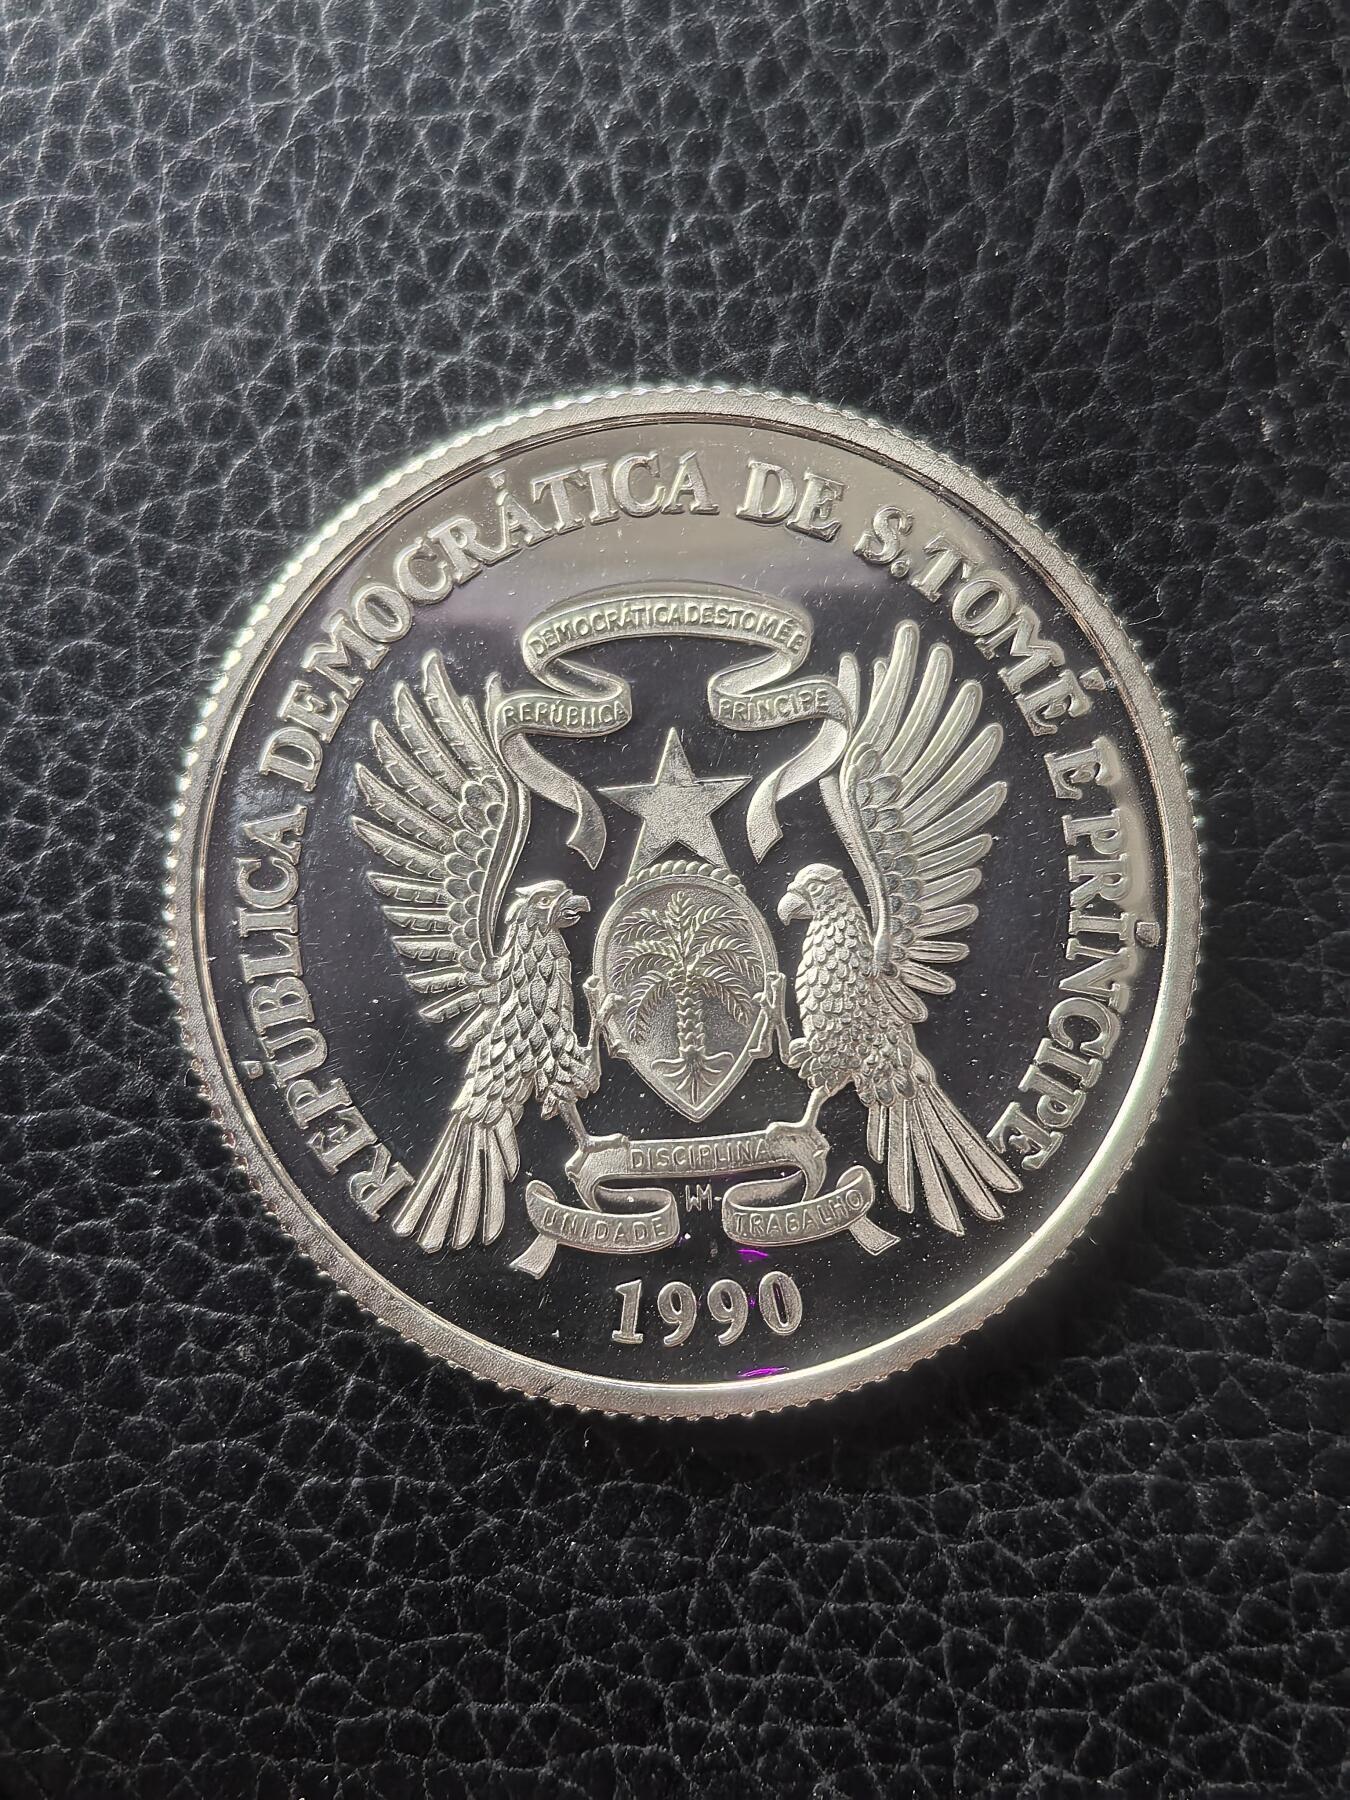 REPÚBLICA DEMOCRÁTICA DE S. TOMÉ E PRÍNCIPE
DEMOCRÁTICA DE S TOMÉ E
REPÚBLICA PRÍNCIPE
DISCIPLINA
WM
UNIDADE TRABALHO
1990